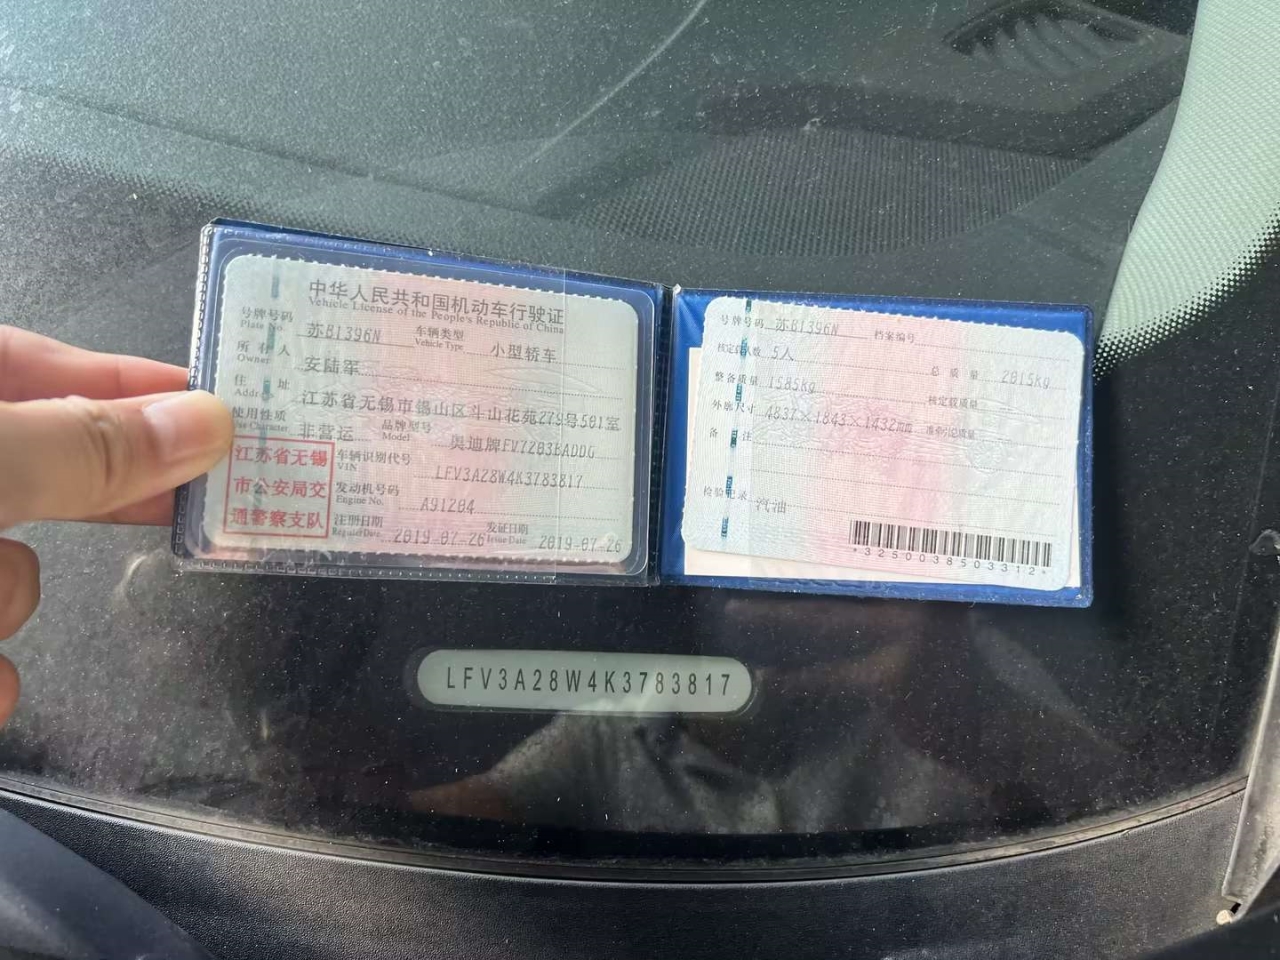 中华人民共和国机动车行驶证
Vehicle License of the People's Republic of China
号牌号码 苏B1396N 车辆类型 小型轿车
Plate No. Vehicle Type
所有人 安陆军
Owner
住址 江苏省无锡市锡山区斗山花苑279号501室
Address
使用性质 非营运 品牌型号 奥迪牌FV7203BADDG
Use Character Model
江苏省无锡
市公安局交
通警察支队
车辆识别代号 LFV3A28W4K3783817
VIN
发动机号码 A91284
Engine No.
注册日期 2019-07-26 发证日期 2019-07-26
Register Date Issue Date
号牌号码 苏B1396N 档案编号
核定载人数 5人 总质量 2015Kg
整备质量 1585Kg 核定载质量
外廓尺寸 4837×1843×1432mm 准牵引总质量
备注
检验记录 汽油
*3250038503312*
LFV3A28W4K3783817